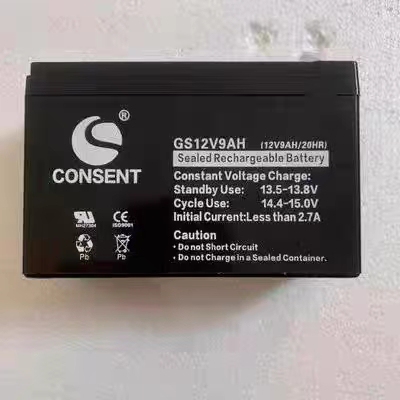 ®
CONSENT
GS12V9AH (12V9AH/20HR)
Sealed Rechargeable Battery
Constant Voltage Charge:
Standby Use: 13.5-13.8V
Cycle Use: 14.4-15.0V
Initial Current:Less than 2.7A
Caution
• Do not Short Circuit
• Do not Charge in a Sealed Container.
MH27304
CE
ISO9001
Pb
Pb